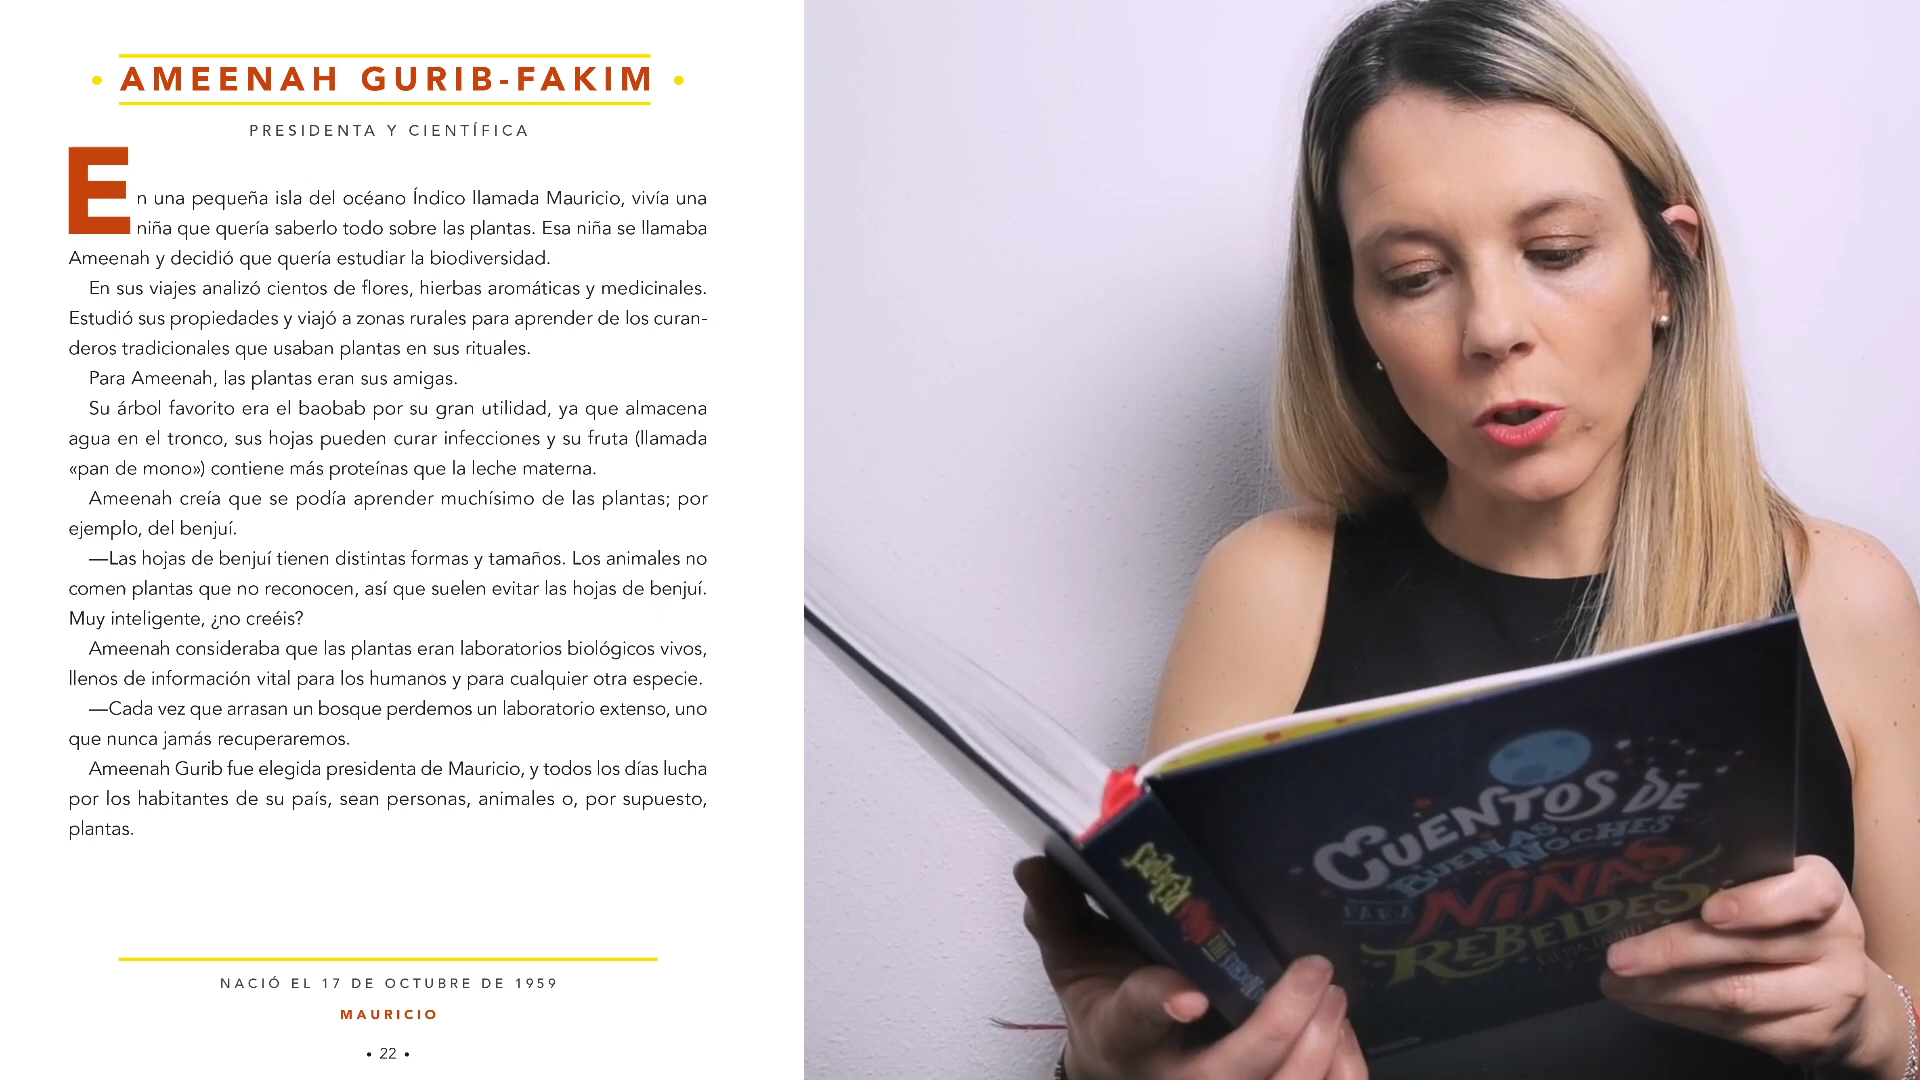 • AMEENAH GURIB-FAKIM •
PRESIDENTA Y CIENTÍFICA
En una pequeña isla del océano Índico llamada Mauricio, vivía una
niña que quería saberlo todo sobre las plantas. Esa niña se llamaba
Ameenah y decidió que quería estudiar la biodiversidad.
En sus viajes analizó cientos de flores, hierbas aromáticas y medicinales.
Estudió sus propiedades y viajó a zonas rurales para aprender de los curan-
deros tradicionales que usaban plantas en sus rituales.
Para Ameenah, las plantas eran sus amigas.
Su árbol favorito era el baobab por su gran utilidad, ya que almacena
agua en el tronco, sus hojas pueden curar infecciones y su fruta (llamada
«pan de mono») contiene más proteínas que la leche materna.
Ameenah creía que se podía aprender muchísimo de las plantas; por
ejemplo, del benjuí.
—Las hojas de benjuí tienen distintas formas y tamaños. Los animales no
comen plantas que no reconocen, así que suelen evitar las hojas de benjuí.
Muy inteligente, ¿no creéis?
Ameenah consideraba que las plantas eran laboratorios biológicos vivos,
llenos de información vital para los humanos y para cualquier otra especie.
—Cada vez que arrasan un bosque perdemos un laboratorio extenso, uno
que nunca jamás recuperaremos.
Ameenah Gurib fue elegida presidenta de Mauricio, y todos los días lucha
por los habitantes de su país, sean personas, animales o, por supuesto,
plantas.
NACIÓ EL 17 DE OCTUBRE DE 1959
MAURICIO
• 22 •
CUENTOS DE
BUENAS
NOCHES
PARA
NIÑAS
REBELDES